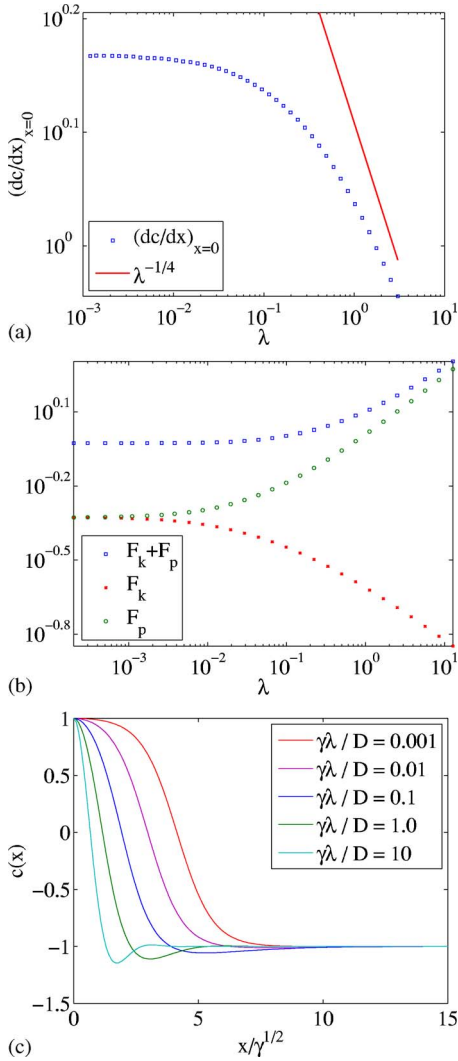 10^0.2
10^0.1
10^0
(dc/dx)_x=0
(dc/dx)_x=0
λ^−1/4
10^−3
10^−2
10^−1
10^0
10^1
λ
(a)
10^0.1
10^−0.2
10^−0.5
10^−0.8
F_k+F_p
F_k
F_p
10^−3
10^−2
10^−1
10^0
10^1
λ
(b)
1
0.5
0
−0.5
−1
−1.5
c(x)
γλ / D = 0.001
γλ / D = 0.01
γλ / D = 0.1
γλ / D = 1.0
γλ / D = 10
0
5
10
15
x/γ^1/2
(c)